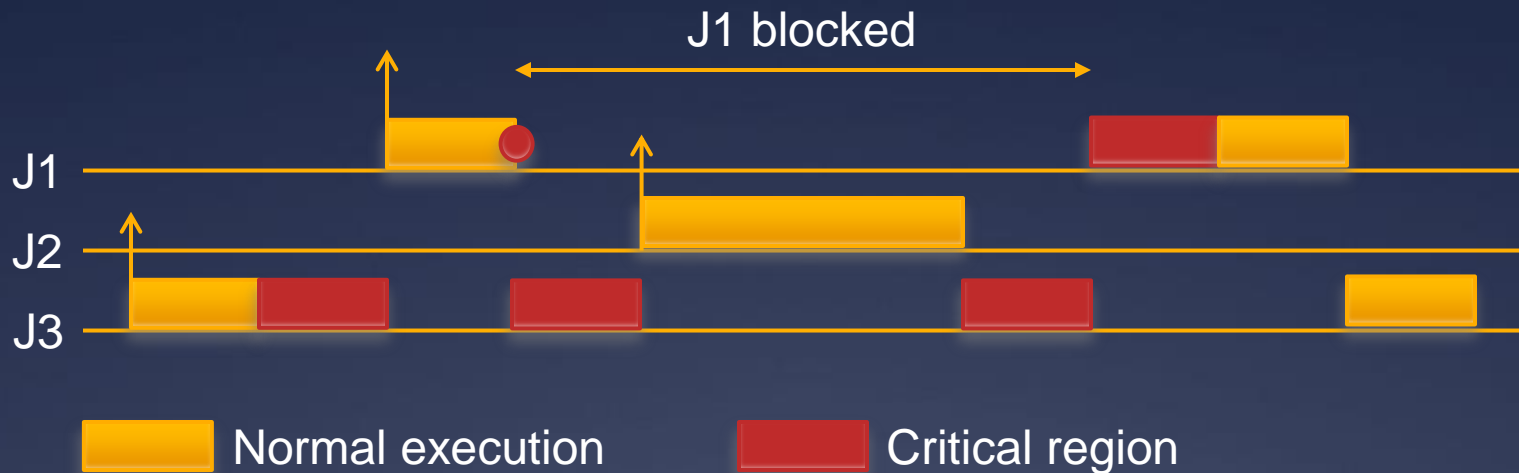 J1 blocked
J1
J2
J3
Normal execution
Critical region